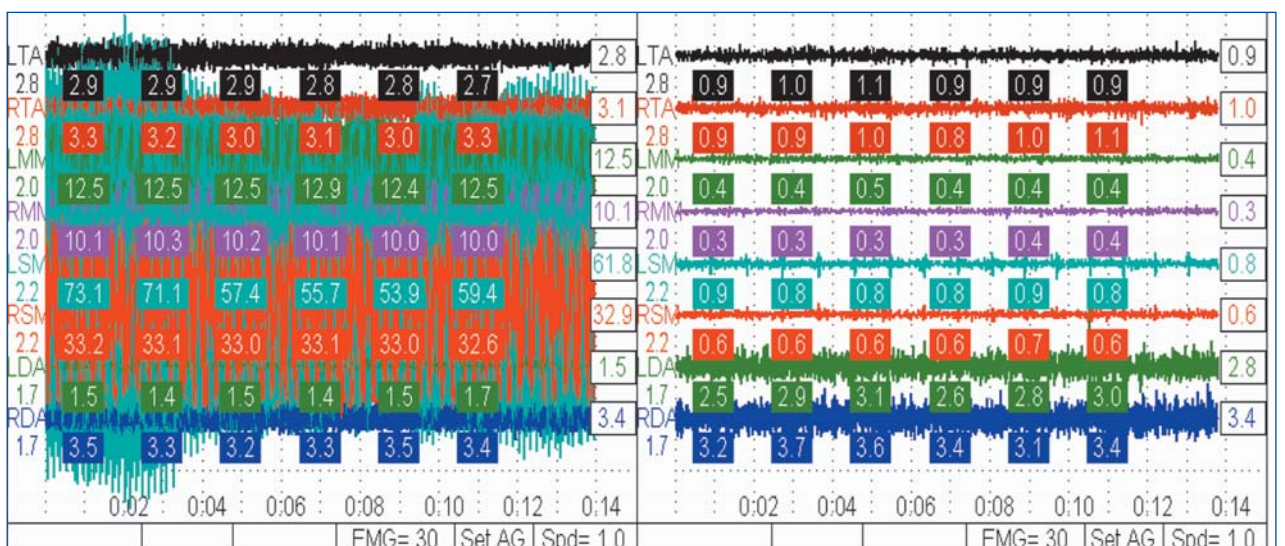 LTA 2.8 LTA 0.9
2.8 2.9 2.9 2.9 2.8 2.8 2.7 2.8 0.9 1.0 1.1 0.9 0.9 0.9
RTA 3.1 RTA 1.0
2.8 3.3 3.2 3.0 3.1 3.0 3.3 2.8 0.9 0.9 1.0 0.8 1.0 1.1
LMM 12.5 LMM 0.4
2.0 12.5 12.5 12.5 12.9 12.4 12.5 2.0 0.4 0.4 0.5 0.4 0.4 0.4
RMM 10.1 RMM 0.3
2.0 10.1 10.3 10.2 10.1 10.0 10.0 2.0 0.3 0.3 0.3 0.3 0.4 0.4
LSM 61.8 LSM 0.8
2.2 73.1 71.1 57.4 55.7 53.9 59.4 2.2 0.9 0.8 0.8 0.8 0.9 0.8
RSM 32.9 RSM 0.6
2.2 33.2 33.1 33.0 33.1 33.0 32.6 2.2 0.6 0.6 0.6 0.6 0.7 0.6
LDA 1.5 LDA 2.8
1.7 1.5 1.4 1.5 1.4 1.5 1.7 1.7 2.5 2.9 3.1 2.6 2.8 3.0
RDA 3.4 RDA 3.4
1.7 3.5 3.3 3.2 3.3 3.5 3.4 1.7 3.2 3.7 3.6 3.4 3.1 3.4
0:02 0:04 0:06 0:08 0:10 0:12 0:14 0:02 0:04 0:06 0:08 0:10 0:12 0:14
EMG= 30 Set AG Spd= 1.0 EMG= 30 Set AG Spd= 1.0